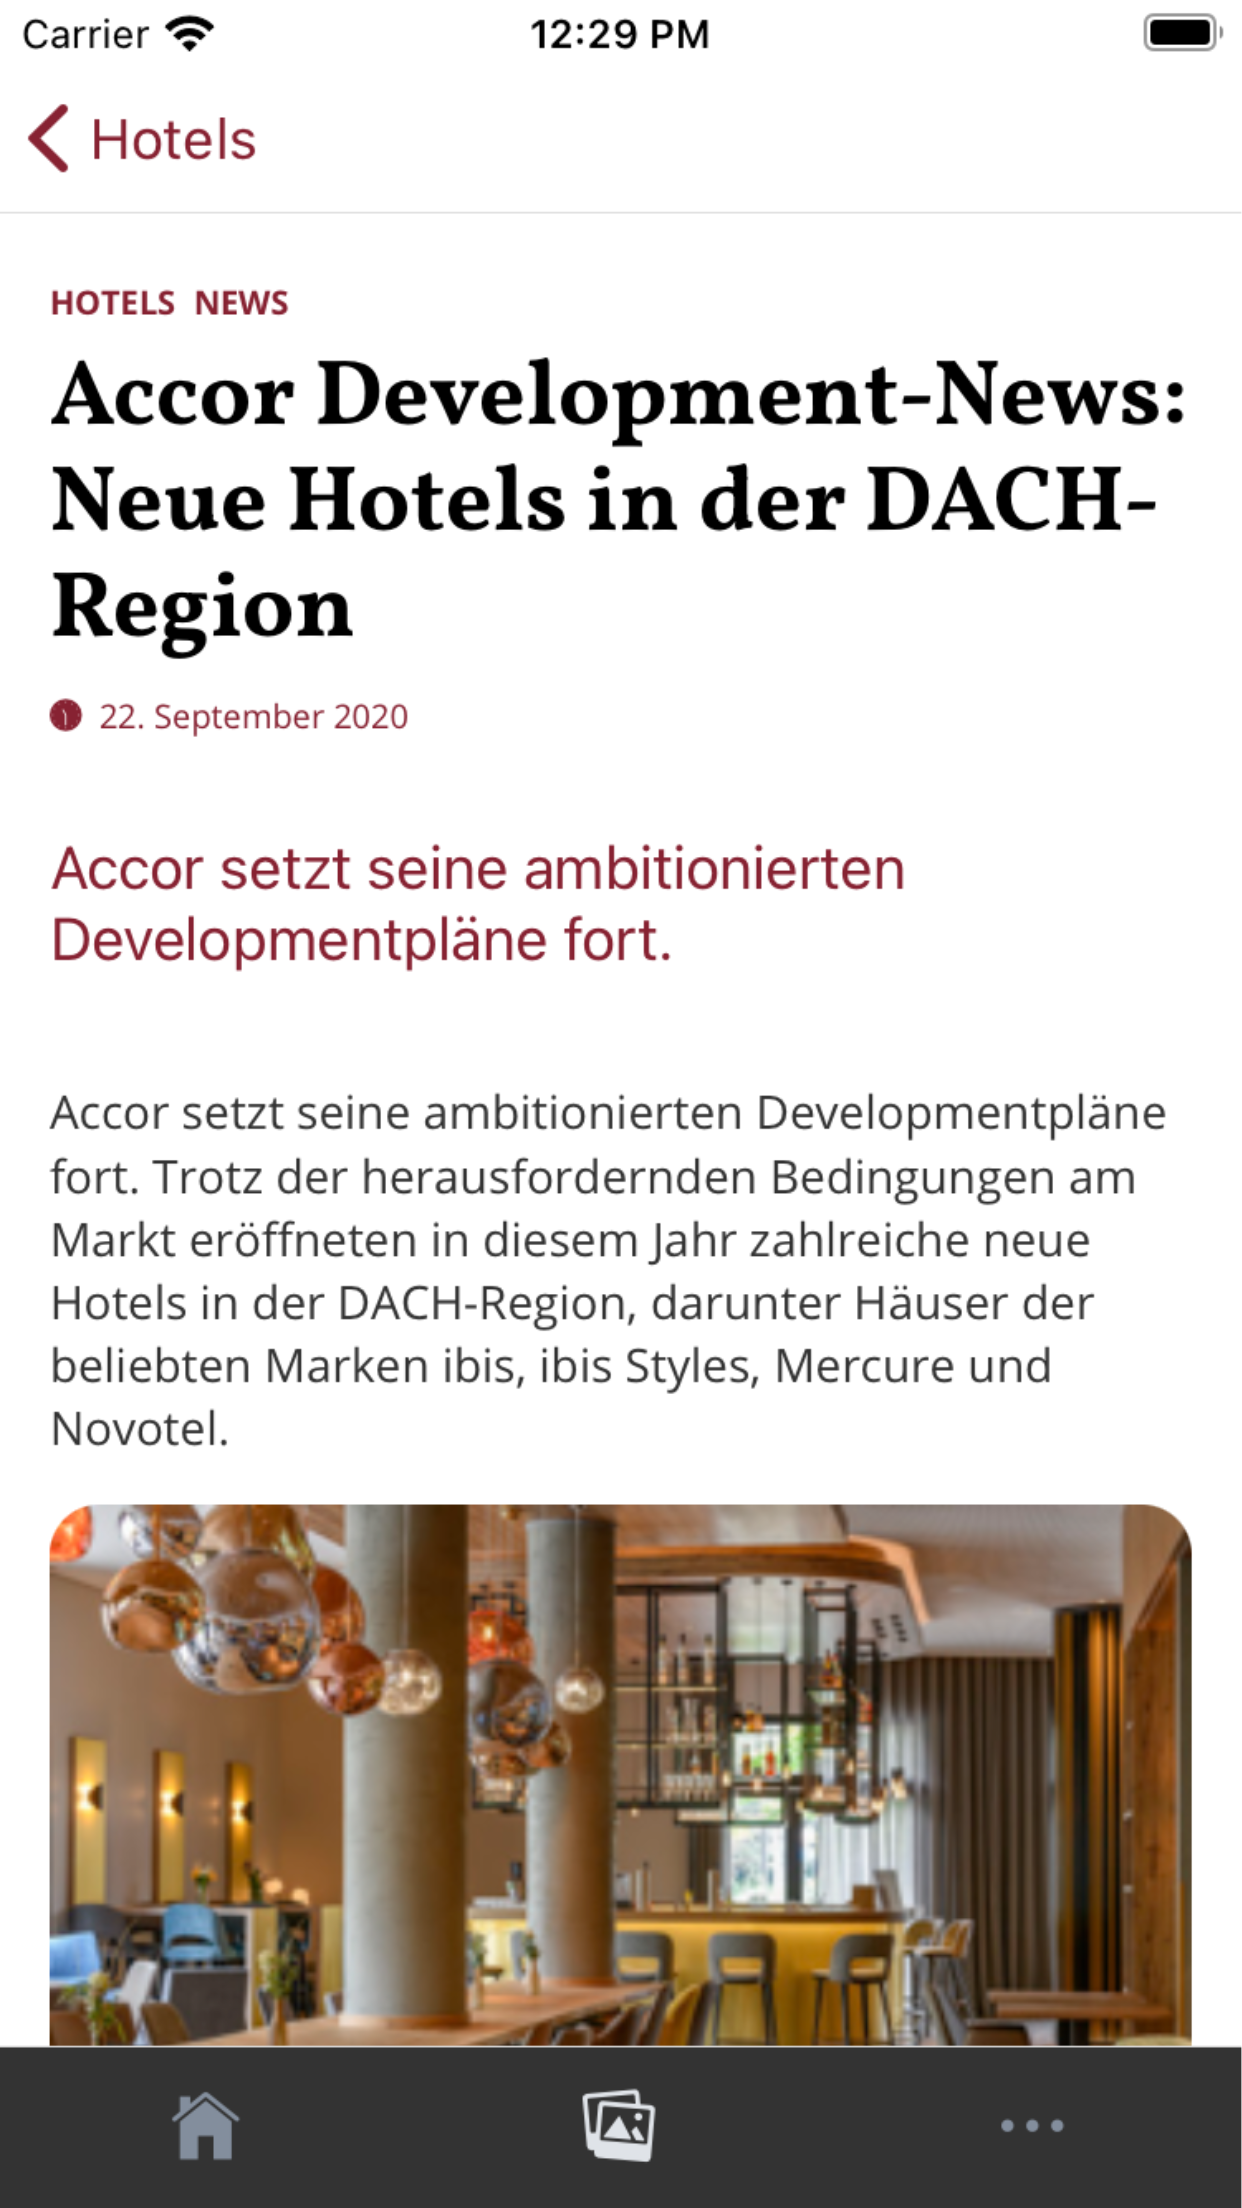 Carrier 12:29 PM
Hotels
HOTELS NEWS
Accor Development-News:
Neue Hotels in der DACH-
Region
22. September 2020
Accor setzt seine ambitionierten
Developmentpläne fort.
Accor setzt seine ambitionierten Developmentpläne
fort. Trotz der herausfordernden Bedingungen am
Markt eröffneten in diesem Jahr zahlreiche neue
Hotels in der DACH-Region, darunter Häuser der
beliebten Marken ibis, ibis Styles, Mercure und
Novotel.